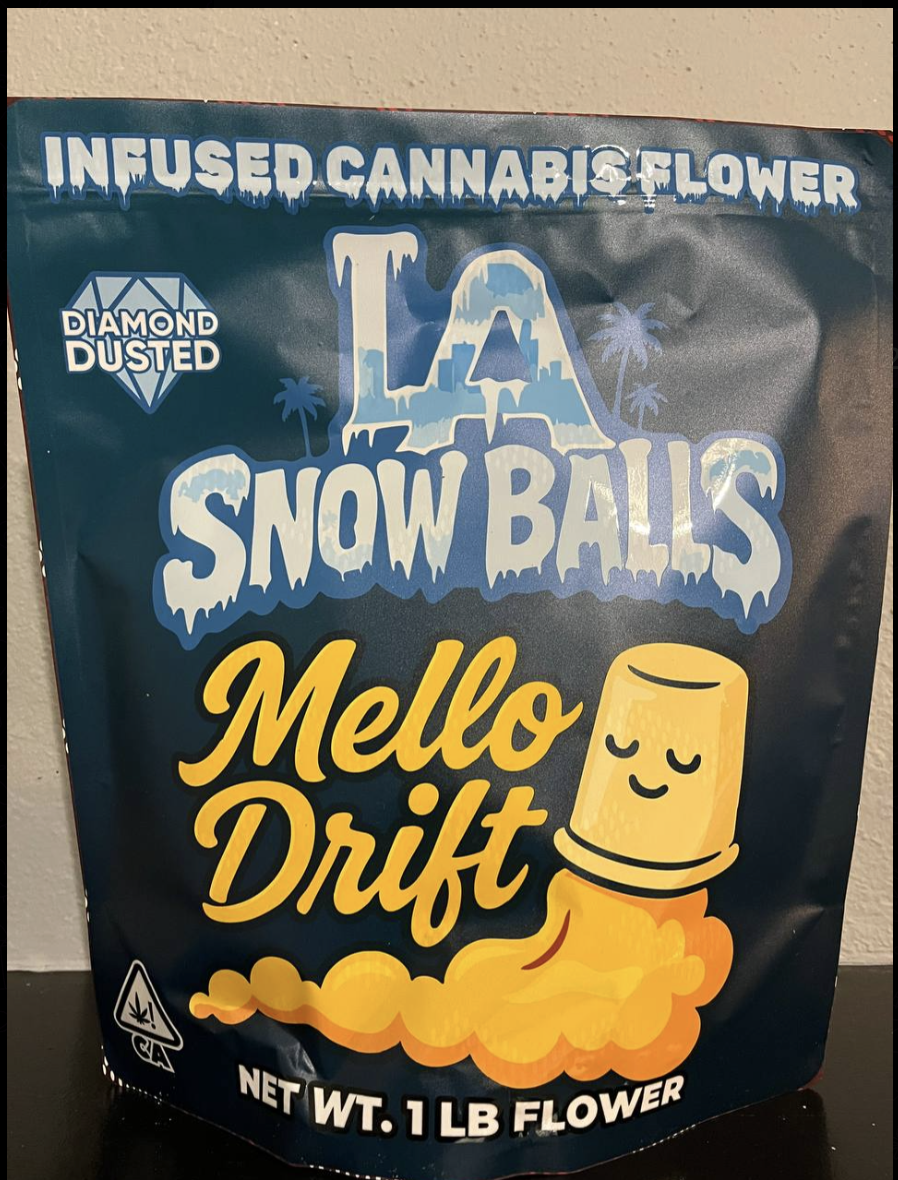 INFUSED CANNABIS FLOWER
DIAMOND
DUSTED
LA
SNOW BALLS
Mello
Drift
CA
NET WT. 1 LB FLOWER